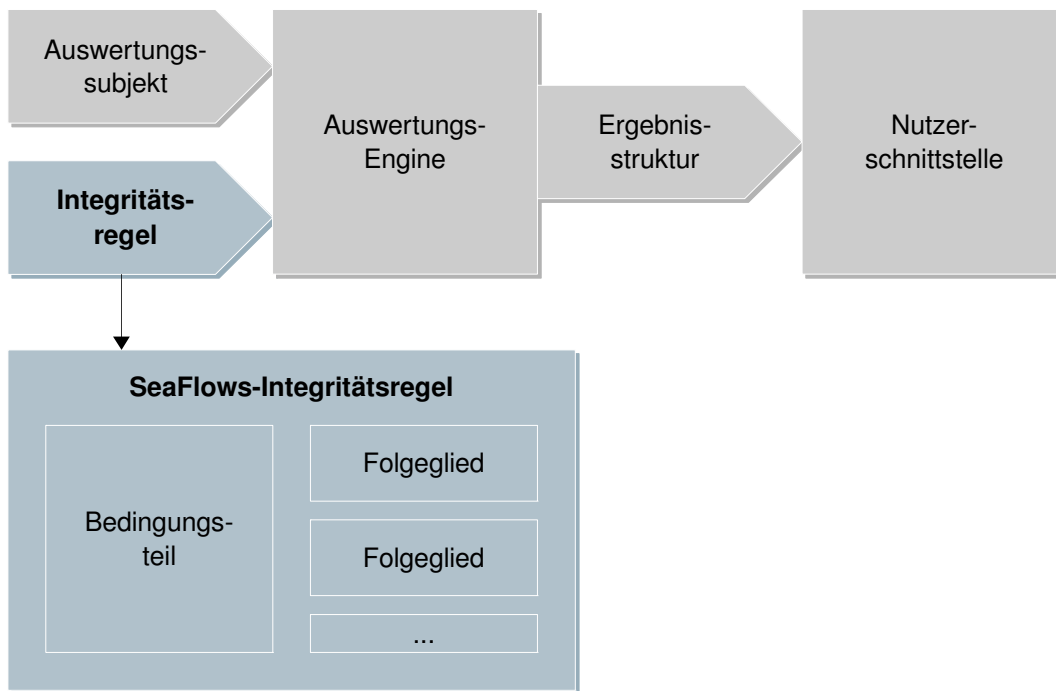 Auswertungs-
subjekt
Integritäts-
regel
Auswertungs-
Engine
Ergebnis-
struktur
Nutzer-
schnittstelle
SeaFlows-Integritätsregel
Bedingungs-
teil
Folgeglied
Folgeglied
...